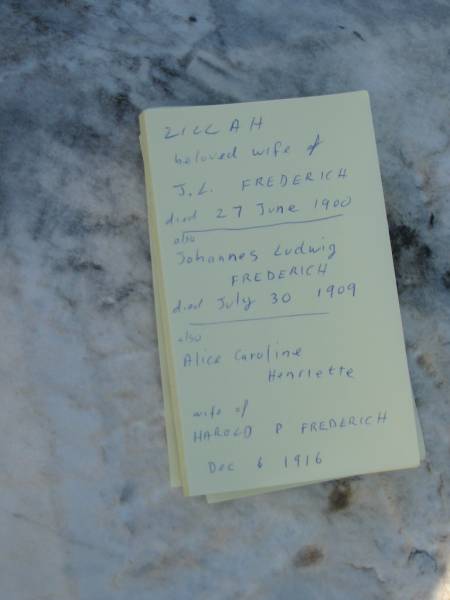 ZILLAH
beloved wife of
J.L. FREDERICH
died 27 June 1900
also
Johannes Ludwig
FREDERICH
died July 30 1909
also
Alice Caroline
Henriette
wife of
HAROLD P FREDERICH
Dec 6 1916